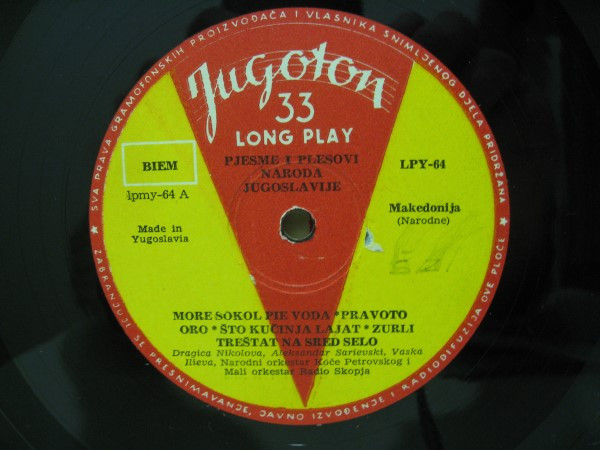 SVA PRAVA GRAMOFONSKIH PROIZVOĐAČA I VLASNIKA SNIMLJENOG DJELA PRIDRŽANA ★
Jugoton
33
LONG PLAY
PJESME I PLESOVI
NARODA
JUGOSLAVIJE
BIEM
lpmy-64 A
Made in
Yugoslavia
LPY-64
Makedonija
(Narodne)
MORE SOKOL PIE VODA * PRAVOTO
ORO * ŠTO KUČINJA LAJAT * ZURLI
TREŠTAT NA SRED SELO
Dragica Nikolova, Aleksandar Sarievski, Vaska
Ilieva, Narodni orkestar Koče Petrovskog i
Mali orkestar Radio Skopja
ZABRANJUJE SE PRESNIMAVANJE, JAVNO IZVOĐENJE I RADIODIFUZIJA OVE PLOČE ★